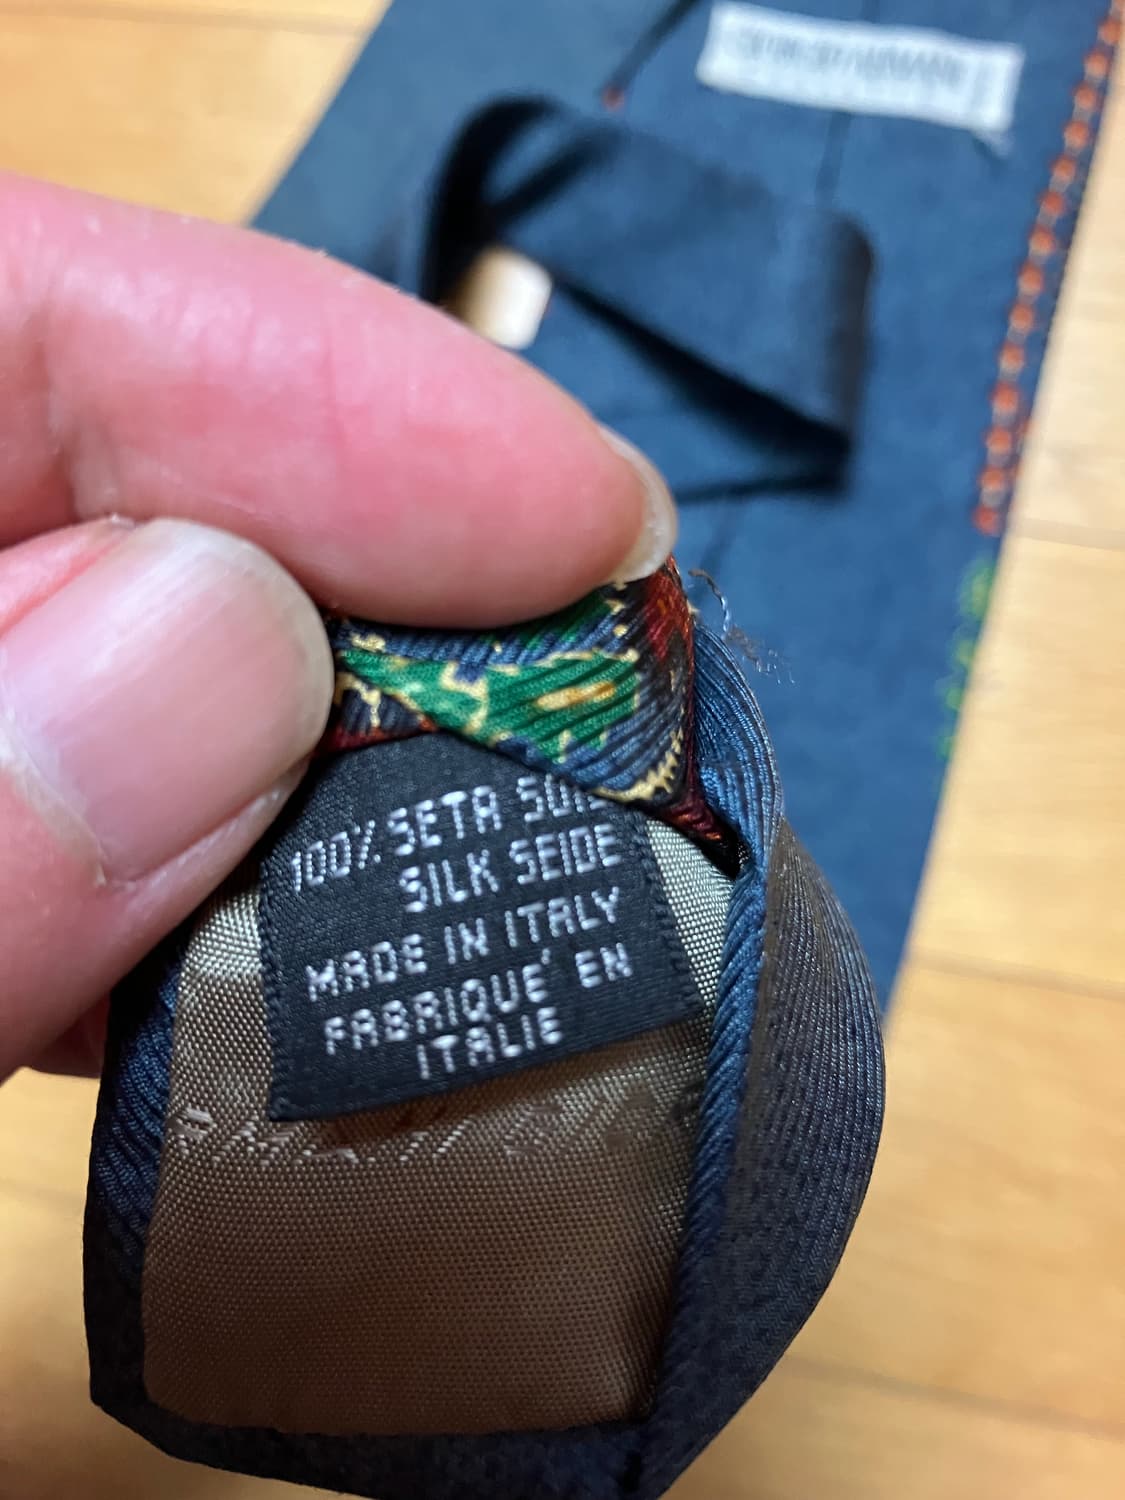 100% SETA SOIE
SILK SEIDE
MADE IN ITALY
FABRIQUE' EN
ITALIE